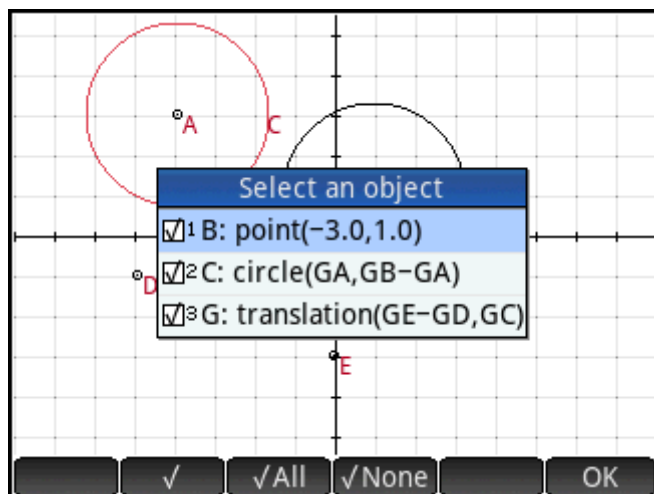 A
C
Select an object
1 B: point(−3.0,1.0)
2 C: circle(GA,GB−GA)
3 G: translation(GE−GD,GC)
D
E
√ √All √None OK